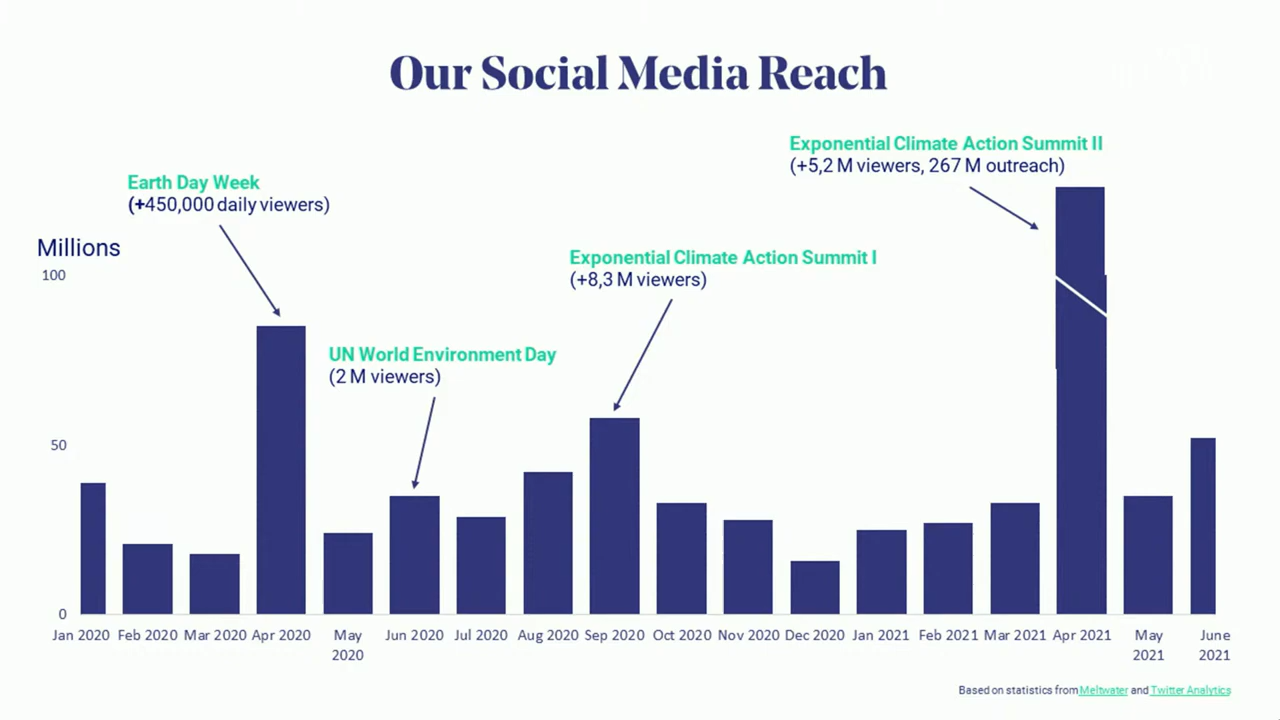 Our Social Media Reach
Exponential Climate Action Summit II
(+5,2 M viewers, 267 M outreach)
Earth Day Week
(+450,000 daily viewers)
Millions
Exponential Climate Action Summit I
(+8,3 M viewers)
100
UN World Environment Day
(2 M viewers)
50
0
Jan 2020 Feb 2020 Mar 2020 Apr 2020 May 2020 Jun 2020 Jul 2020 Aug 2020 Sep 2020 Oct 2020 Nov 2020 Dec 2020 Jan 2021 Feb 2021 Mar 2021 Apr 2021 May 2021 June 2021
Based on statistics from Meltwater and Twitter Analytics